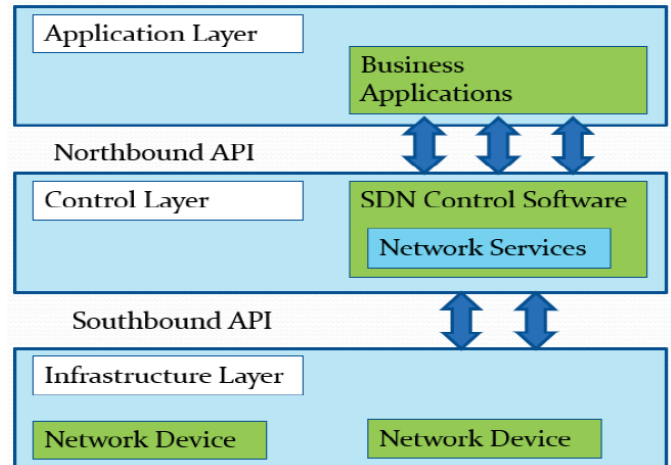 Application Layer
Business
Applications
Northbound API
Control Layer
SDN Control Software
Network Services
Southbound API
Infrastructure Layer
Network Device
Network Device